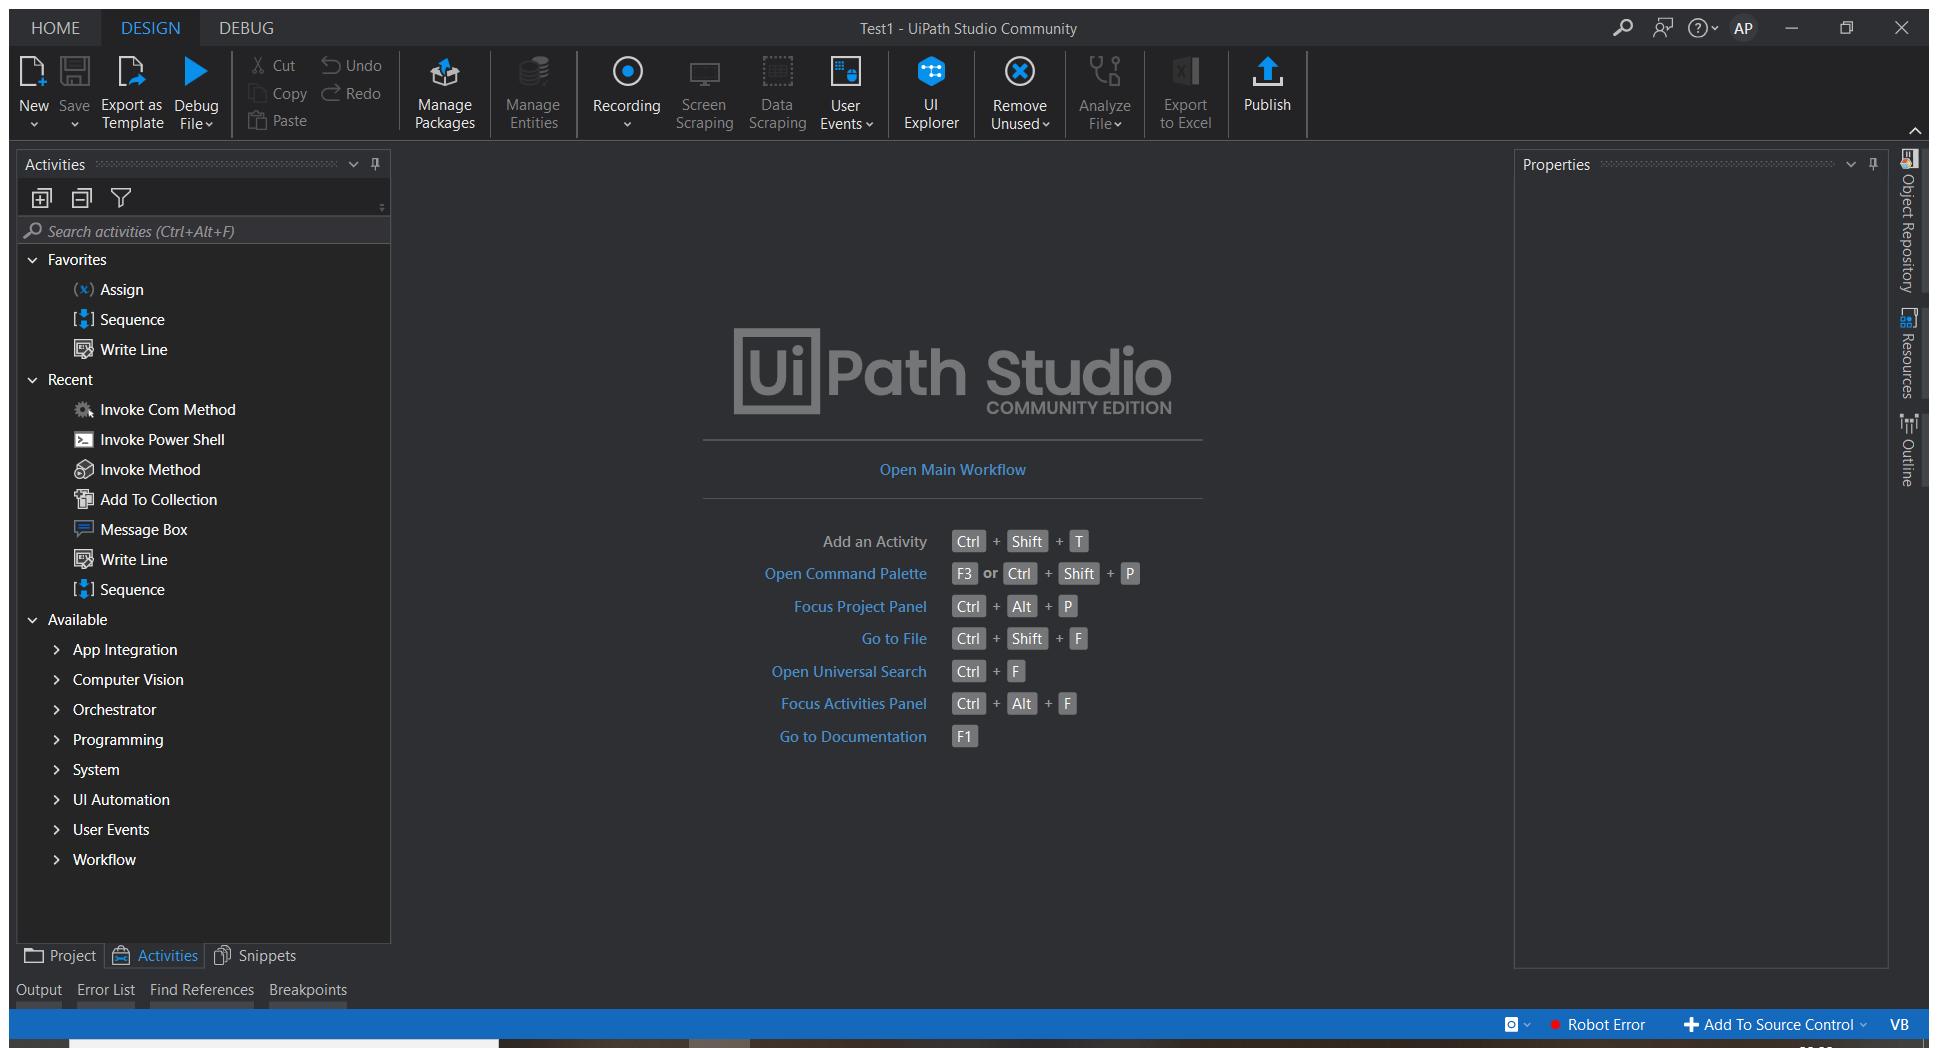 HOME DESIGN DEBUG
Test1 - UiPath Studio Community
AP
New
Save
Export as
Template
Debug
File
Cut
Copy
Paste
Undo
Redo
Manage
Packages
Manage
Entities
Recording
Screen
Scraping
Data
Scraping
User
Events
UI
Explorer
Remove
Unused
Analyze
File
Export
to Excel
Publish
Activities
Search activities (Ctrl+Alt+F)
Favorites
Assign
Sequence
Write Line
Recent
Invoke Com Method
Invoke Power Shell
Invoke Method
Add To Collection
Message Box
Write Line
Sequence
Available
App Integration
Computer Vision
Orchestrator
Programming
System
UI Automation
User Events
Workflow
Project Activities Snippets
UiPath Studio
COMMUNITY EDITION
Open Main Workflow
Add an Activity Ctrl + Shift + T
Open Command Palette F3 or Ctrl + Shift + P
Focus Project Panel Ctrl + Alt + P
Go to File Ctrl + Shift + F
Open Universal Search Ctrl + F
Focus Activities Panel Ctrl + Alt + F
Go to Documentation F1
Properties
Object Repository
Resources
Outline
Output Error List Find References Breakpoints
Robot Error Add To Source Control VB